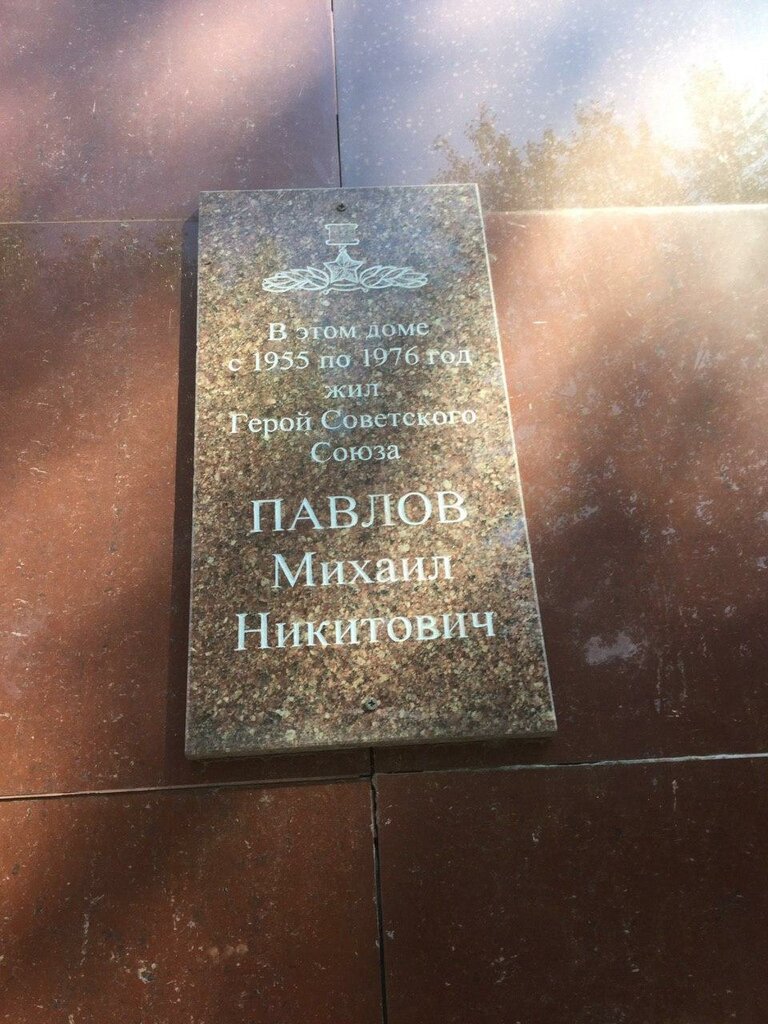 В этом доме
с 1955 по 1976 год
жил
Герой Советского
Союза
ПАВЛОВ
Михаил
Никитович